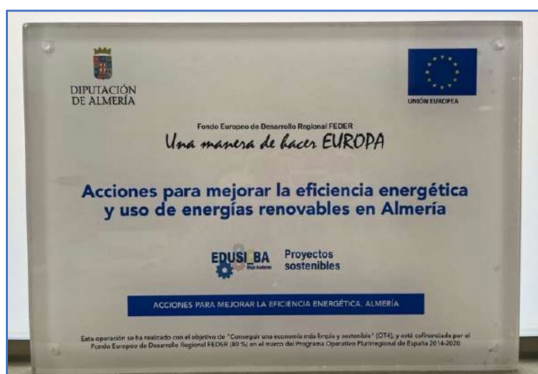 DIPUTACIÓN
DE ALMERÍA
UNIÓN EUROPEA
Fondo Europeo de Desarrollo Regional FEDER
Una manera de hacer EUROPA
Acciones para mejorar la eficiencia energética
y uso de energías renovables en Almería
EDUSI BA
Proyectos
sostenibles
ACCIONES PARA MEJORAR LA EFICIENCIA ENERGÉTICA. ALMERÍA
Esta operación se ha realizado con el objetivo de "Conseguir una economía más limpia y sostenible" (OT4), y está cofinanciada por el
Fondo Europeo de Desarrollo Regional FEDER (80 %) en el marco del Programa Operativo Plurirregional de España 2014-2020